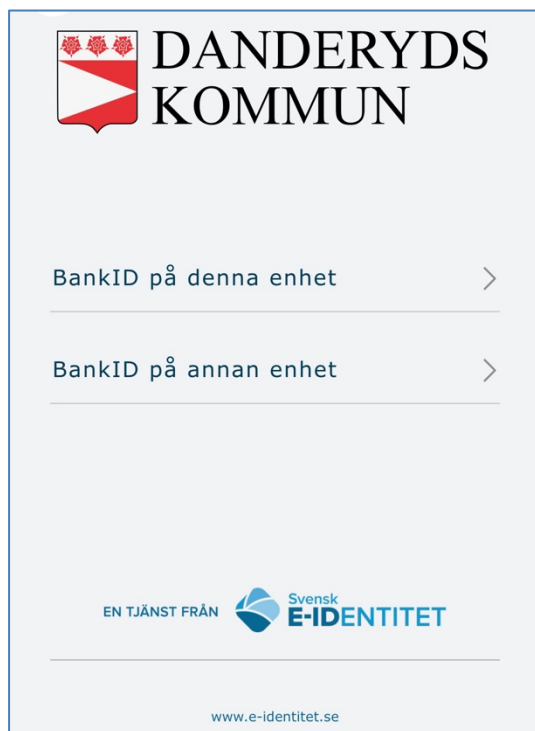 DANDERYDS
KOMMUN
BankID på denna enhet
BankID på annan enhet
EN TJÄNST FRÅN
Svensk
E-IDENTITET
www.e-identitet.se